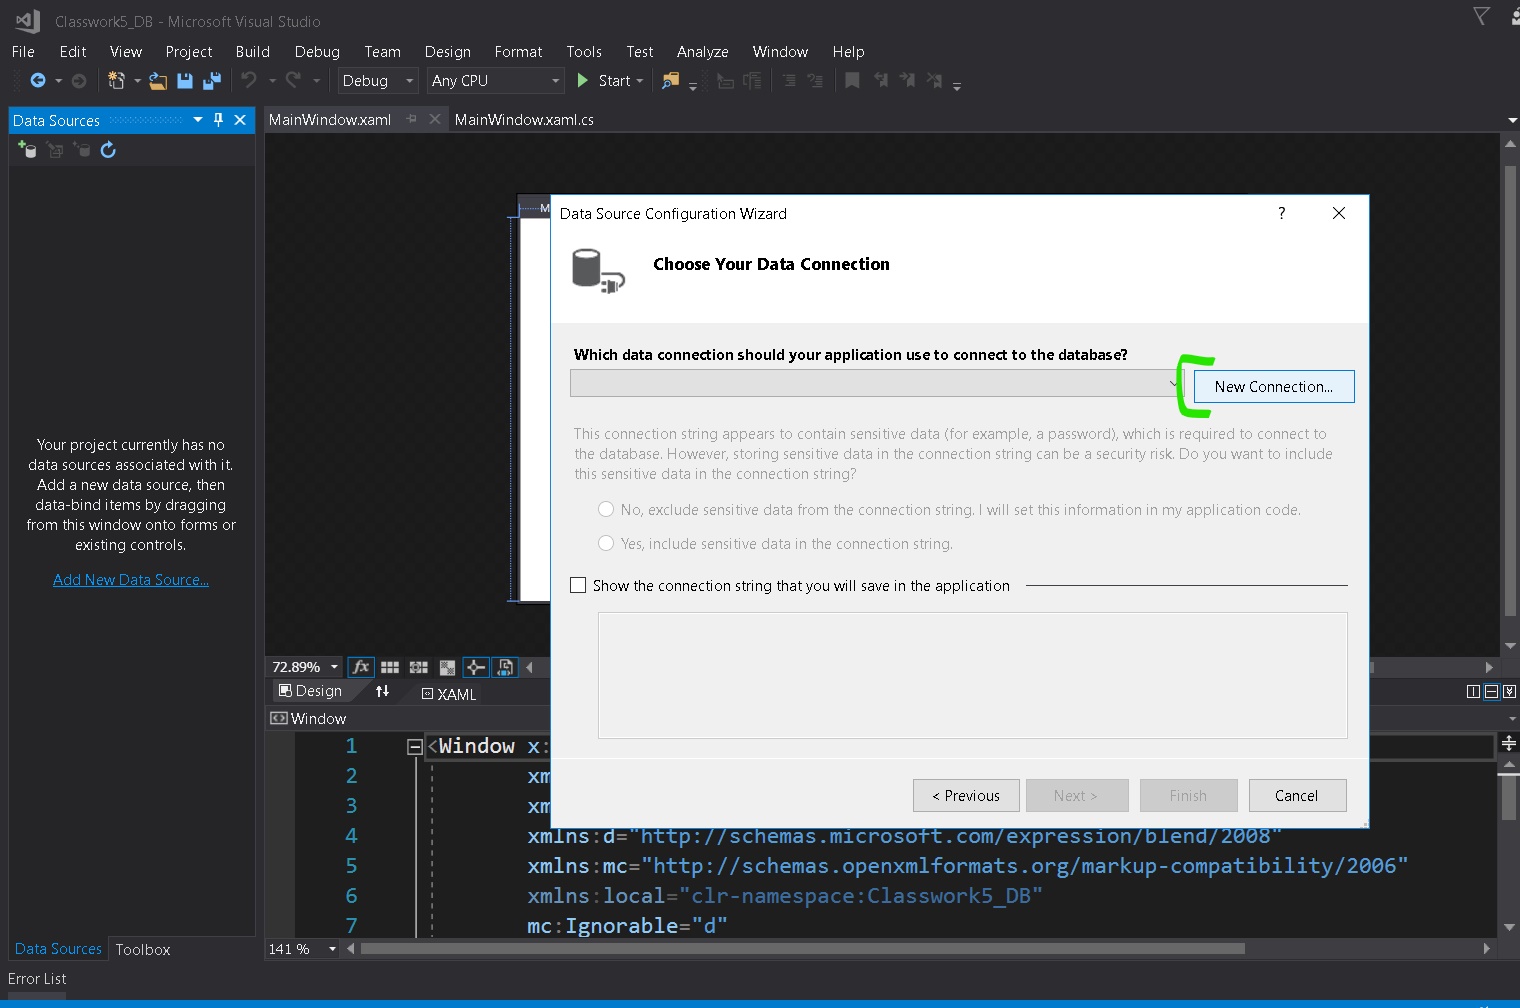 Classwork5_DB - Microsoft Visual Studio
File Edit View Project Build Debug Team Design Format Tools Test Analyze Window Help
Debug Any CPU Start
Data Sources
MainWindow.xaml MainWindow.xaml.cs
M
Data Source Configuration Wizard ?
Choose Your Data Connection
Which data connection should your application use to connect to the database?
New Connection...
This connection string appears to contain sensitive data (for example, a password), which is required to connect to
the database. However, storing sensitive data in the connection string can be a security risk. Do you want to include
this sensitive data in the connection string?
No, exclude sensitive data from the connection string. I will set this information in my application code.
Yes, include sensitive data in the connection string.
Show the connection string that you will save in the application
< Previous Next > Finish Cancel
Your project currently has no
data sources associated with it.
Add a new data source, then
data-bind items by dragging
from this window onto forms or
existing controls.
Add New Data Source...
72.89% fx
Design XAML
Window
1 <Window x:
2 xm
3 xm
4 xmlns:d="http://schemas.microsoft.com/expression/blend/2008"
5 xmlns:mc="http://schemas.openxmlformats.org/markup-compatibility/2006"
6 xmlns:local="clr-namespace:Classwork5_DB"
7 mc:Ignorable="d"
141 %
Data Sources Toolbox
Error List